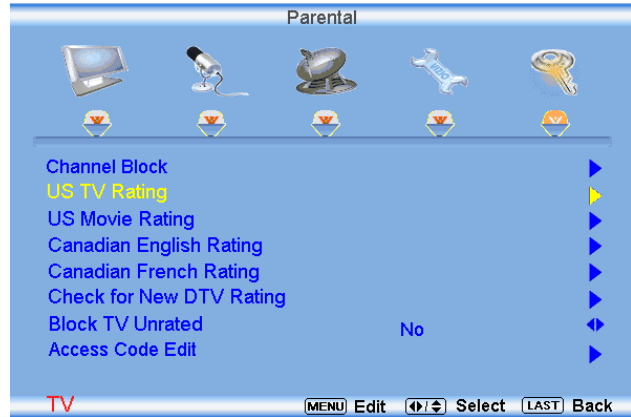 Parental
Channel Block
US TV Rating
US Movie Rating
Canadian English Rating
Canadian French Rating
Check for New DTV Rating
Block TV Unrated No
Access Code Edit
TV MENU Edit / Select LAST Back